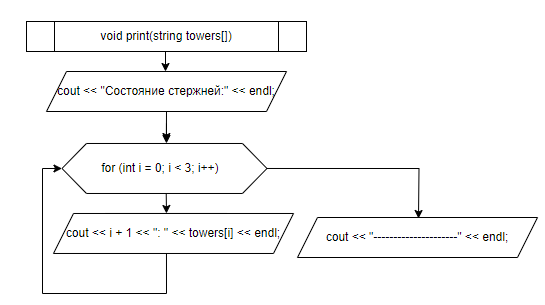 void print(string towers[])
cout << "Состояние стержней:" << endl;
for (int i = 0; i < 3; i++)
cout << i + 1 << ": " << towers[i] << endl;
cout << "---------------------" << endl;